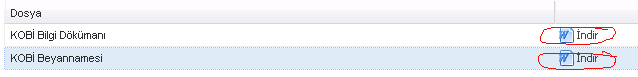 Dosya
KOBİ Bilgi Dökümanı İndir
KOBİ Beyannamesi İndir